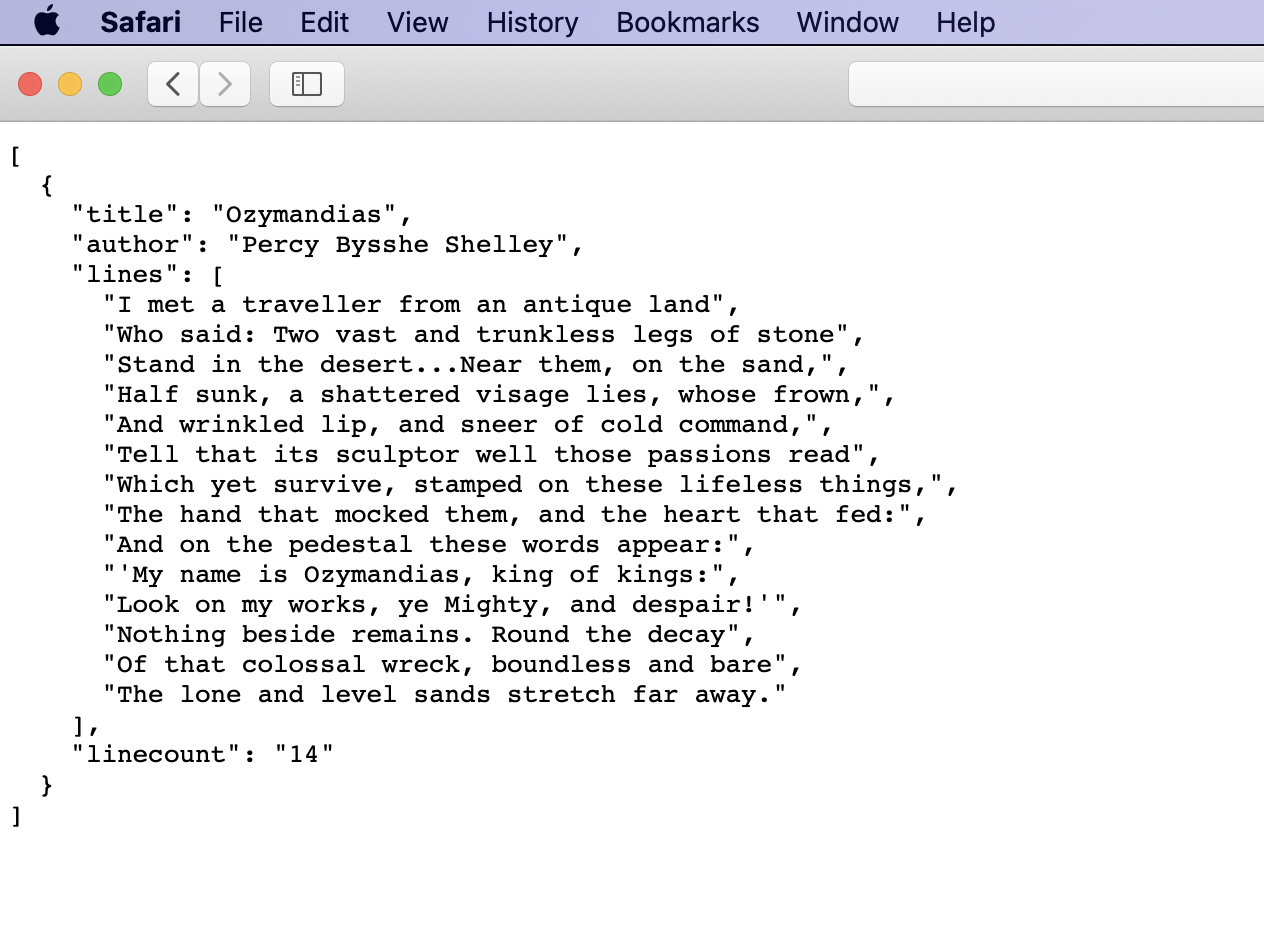 Safari File Edit View History Bookmarks Window Help
[
  {
    "title": "Ozymandias",
    "author": "Percy Bysshe Shelley",
    "lines": [
      "I met a traveller from an antique land",
      "Who said: Two vast and trunkless legs of stone",
      "Stand in the desert...Near them, on the sand,",
      "Half sunk, a shattered visage lies, whose frown,",
      "And wrinkled lip, and sneer of cold command,",
      "Tell that its sculptor well those passions read",
      "Which yet survive, stamped on these lifeless things,",
      "The hand that mocked them, and the heart that fed:",
      "And on the pedestal these words appear:",
      "'My name is Ozymandias, king of kings:",
      "Look on my works, ye Mighty, and despair!'",
      "Nothing beside remains. Round the decay",
      "Of that colossal wreck, boundless and bare",
      "The lone and level sands stretch far away."
    ],
    "linecount": "14"
  }
]